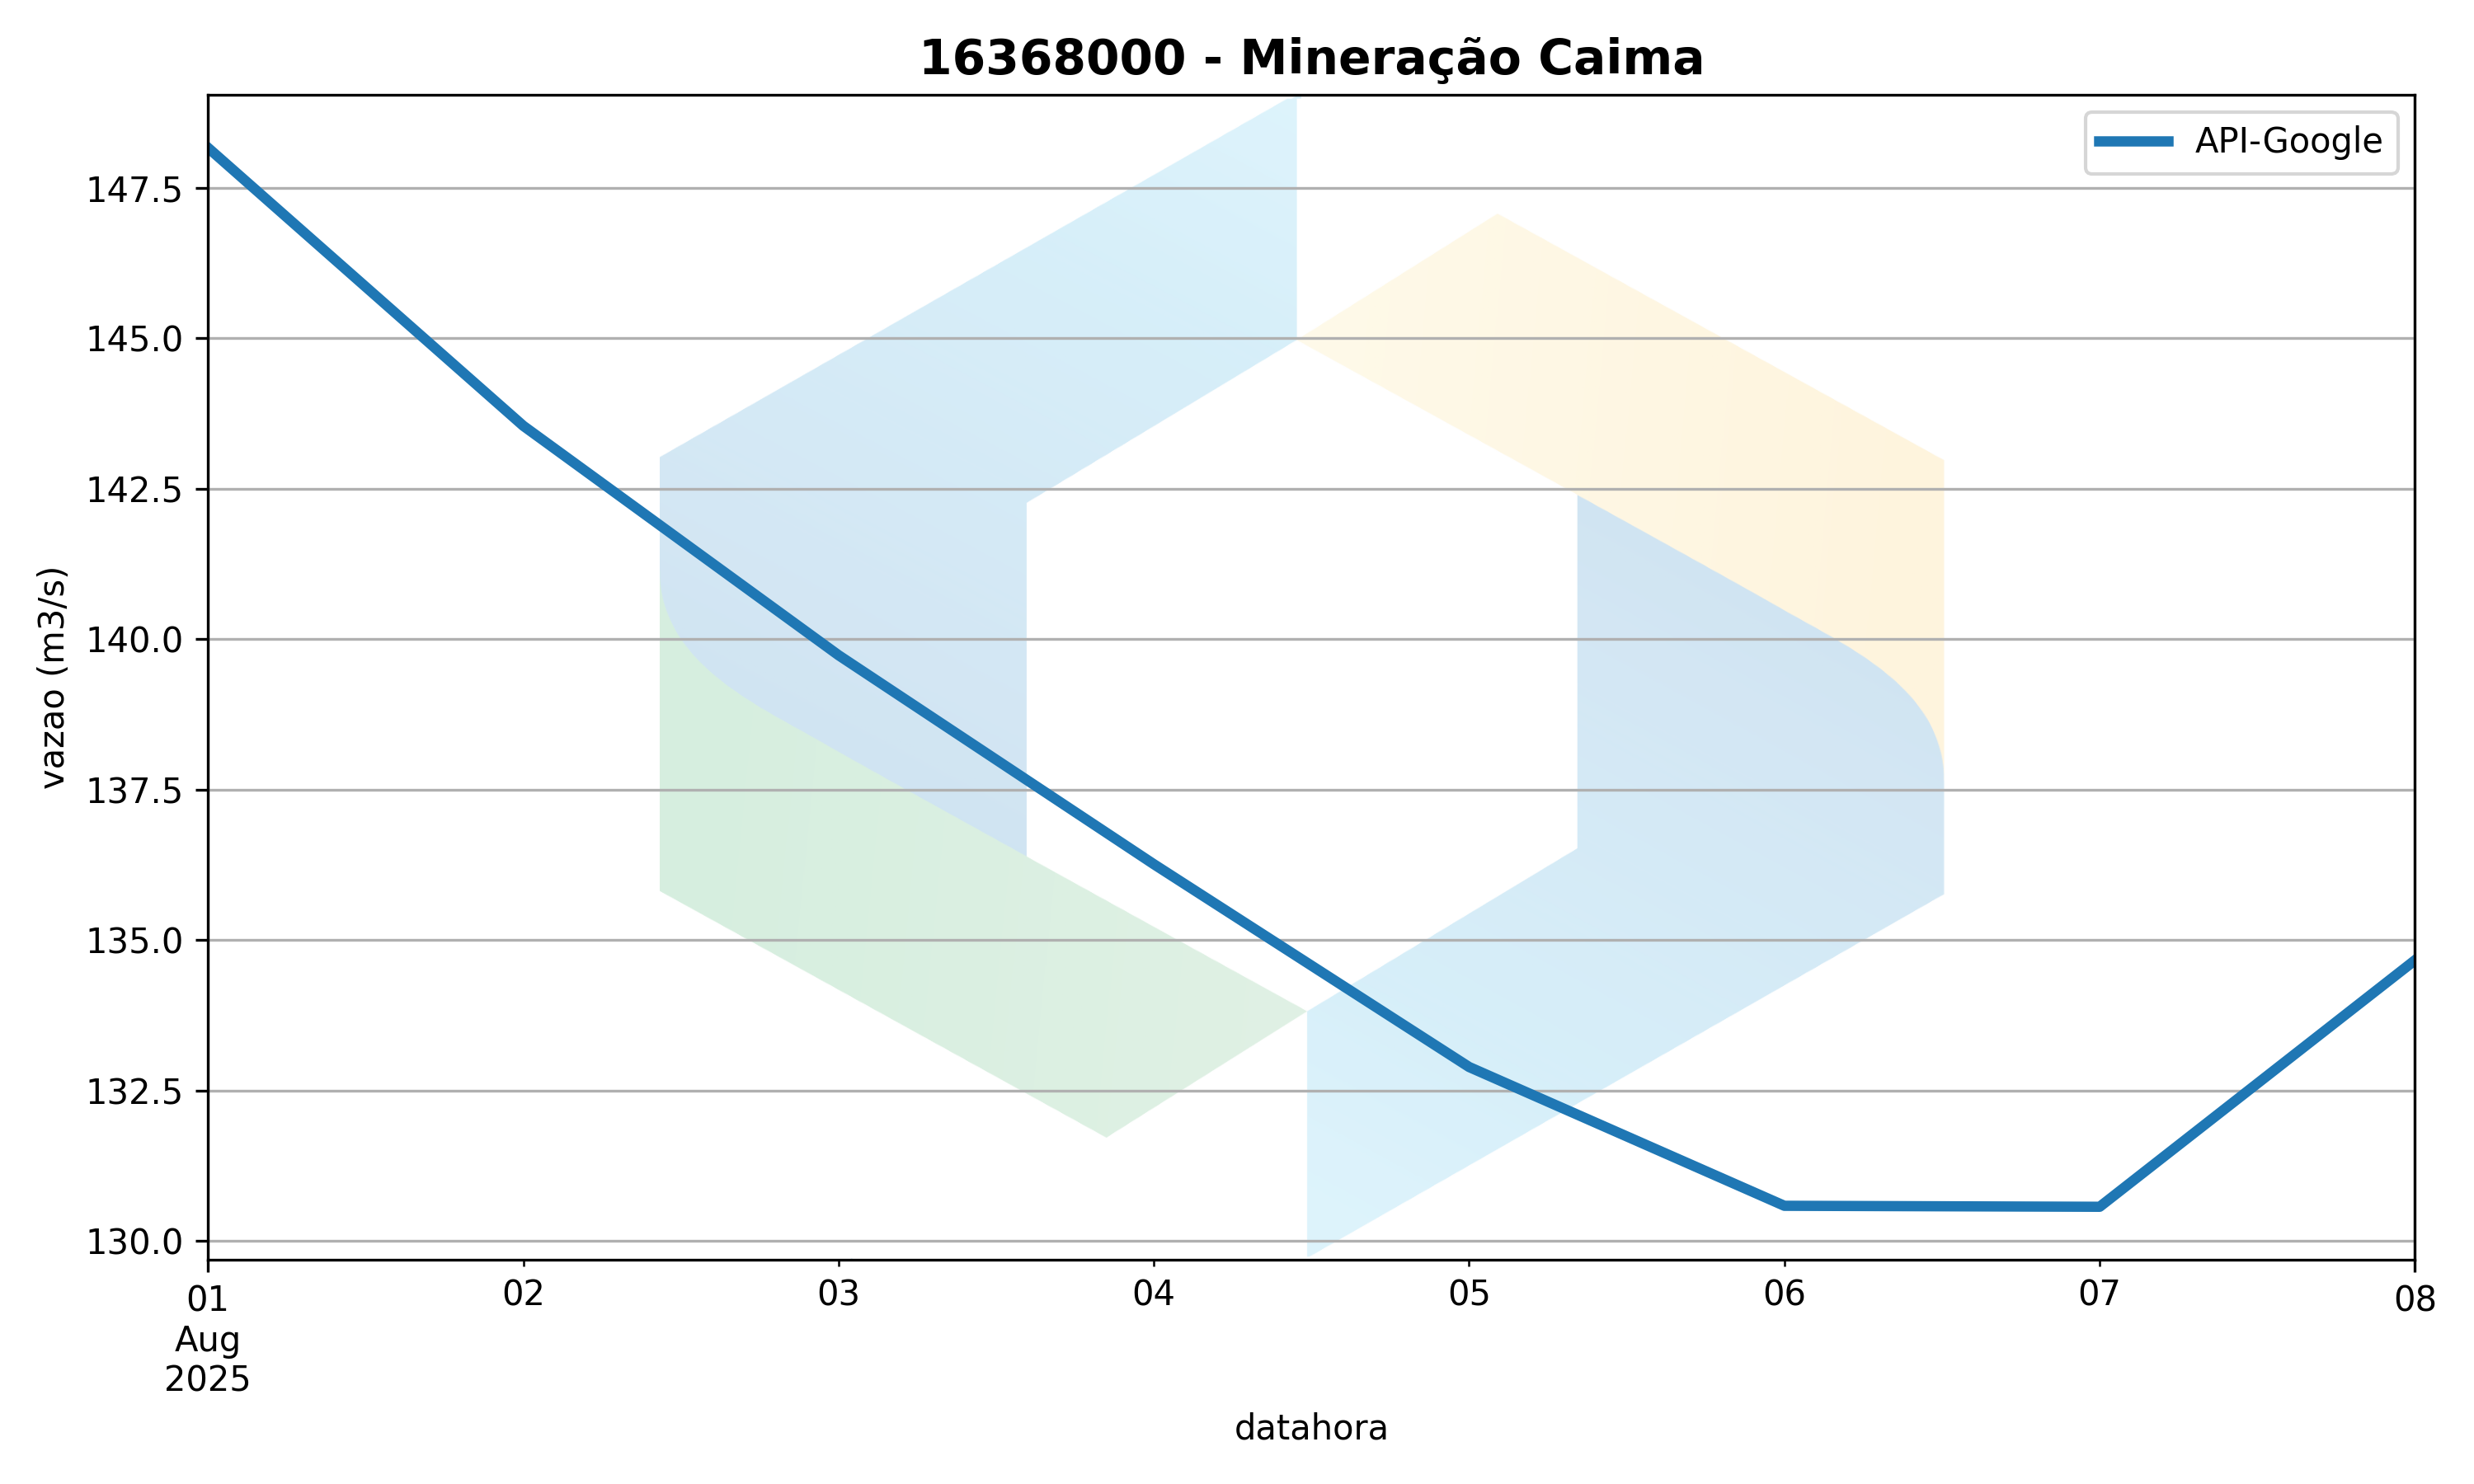 16368000 - Mineração Caima
API-Google
147.5
145.0
142.5
140.0
137.5
135.0
132.5
130.0
vazao (m3/s)
01 02 03 04 05 06 07 08
Aug
2025
datahora